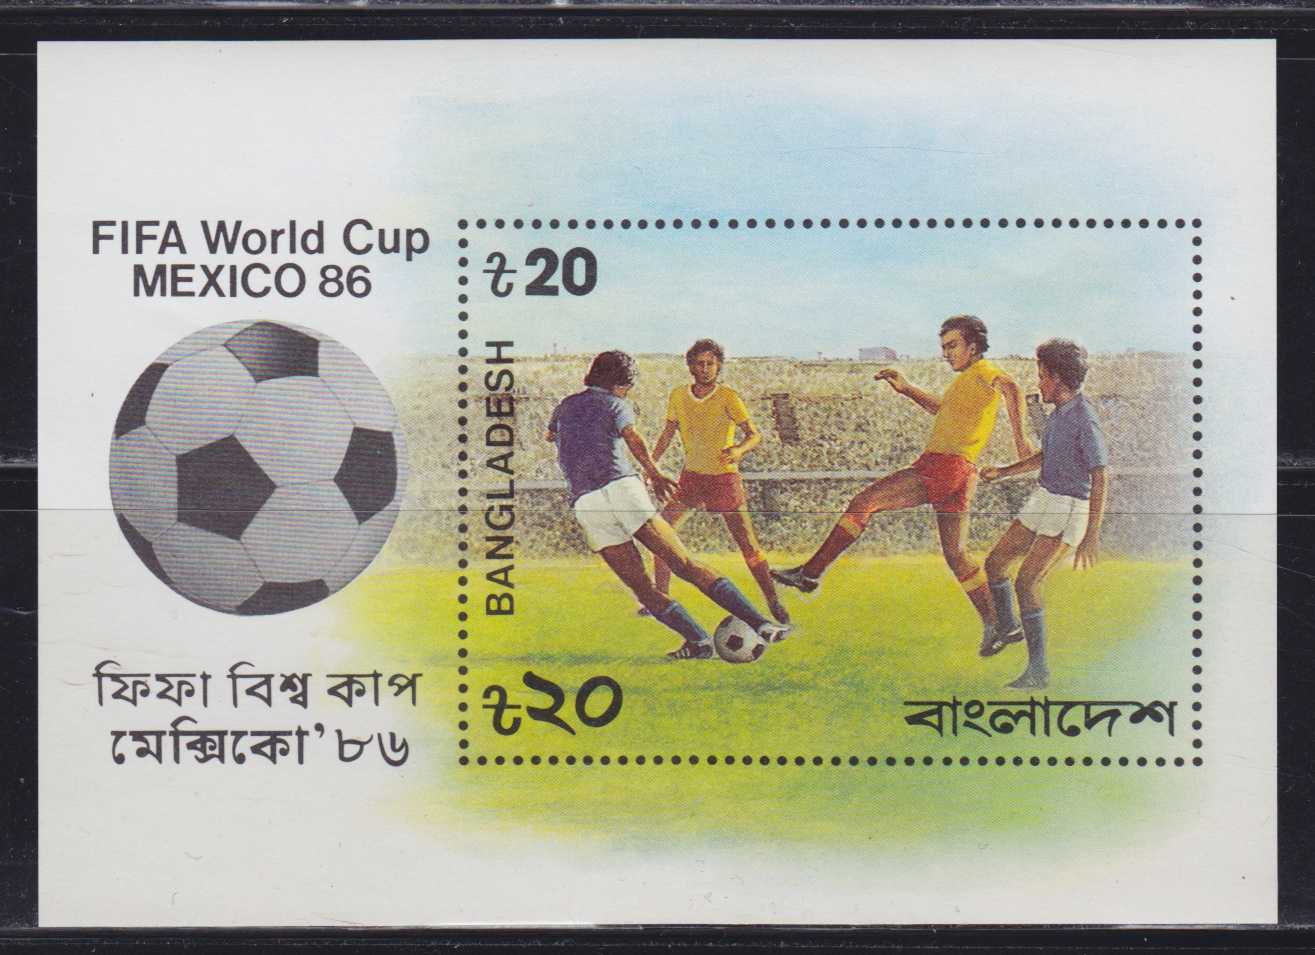 FIFA World Cup
MEXICO 86
ফিফা বিশ্ব কাপ
মেক্সিকো'৮৬
৳20
BANGLADESH
৳২০
বাংলাদেশ